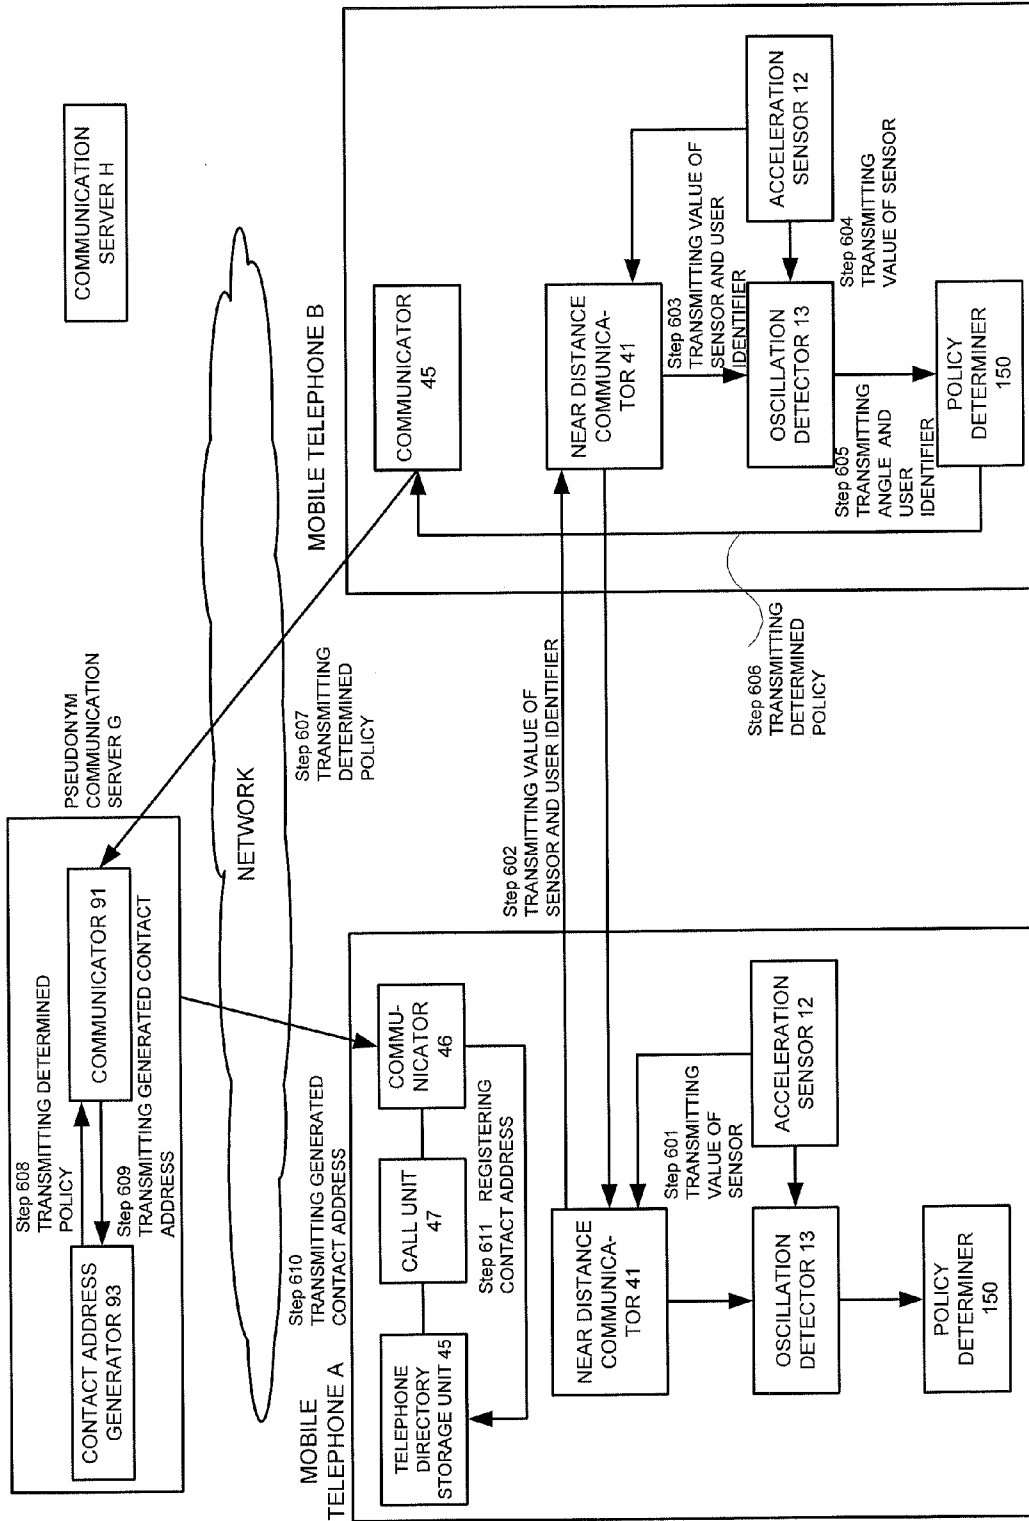 Step 608
TRANSMITTING DETERMINED
POLICY
CONTACT ADDRESS
GENERATOR 93
COMMUNICATOR 91
Step 609
TRANSMITTING GENERATED CONTACT
ADDRESS
PSEUDONYM
COMMUNICATION
SERVER G
COMMUNICATION
SERVER H
NETWORK
Step 607
TRANSMITTING
DETERMINED
POLICY
Step 610
TRANSMITTING GENERATED
CONTACT ADDRESS
MOBILE
TELEPHONE A
TELEPHONE
DIRECTORY
STORAGE UNIT 45
CALL UNIT
47
COMMU-
NICATOR
46
Step 611 REGISTERING
CONTACT ADDRESS
NEAR DISTANCE
COMMUNICA-
TOR 41
Step 601
TRANSMITTING
VALUE OF
SENSOR
OSCILLATION
DETECTOR 13
ACCELERATION
SENSOR 12
POLICY
DETERMINER
150
Step 602
TRANSMITTING VALUE OF
SENSOR AND USER IDENTIFIER
MOBILE TELEPHONE B
COMMUNICATOR
45
NEAR DISTANCE
COMMUNICA-
TOR 41
Step 603
TRANSMITTING VALUE OF
SENSOR AND USER
IDENTIFIER
ACCELERATION
SENSOR 12
OSCILLATION
DETECTOR 13
Step 604
TRANSMITTING
VALUE OF SENSOR
Step 605
TRANSMITTING
ANGLE AND
USER
IDENTIFIER
POLICY
DETERMINER
150
Step 606
TRANSMITTING
DETERMINED
POLICY